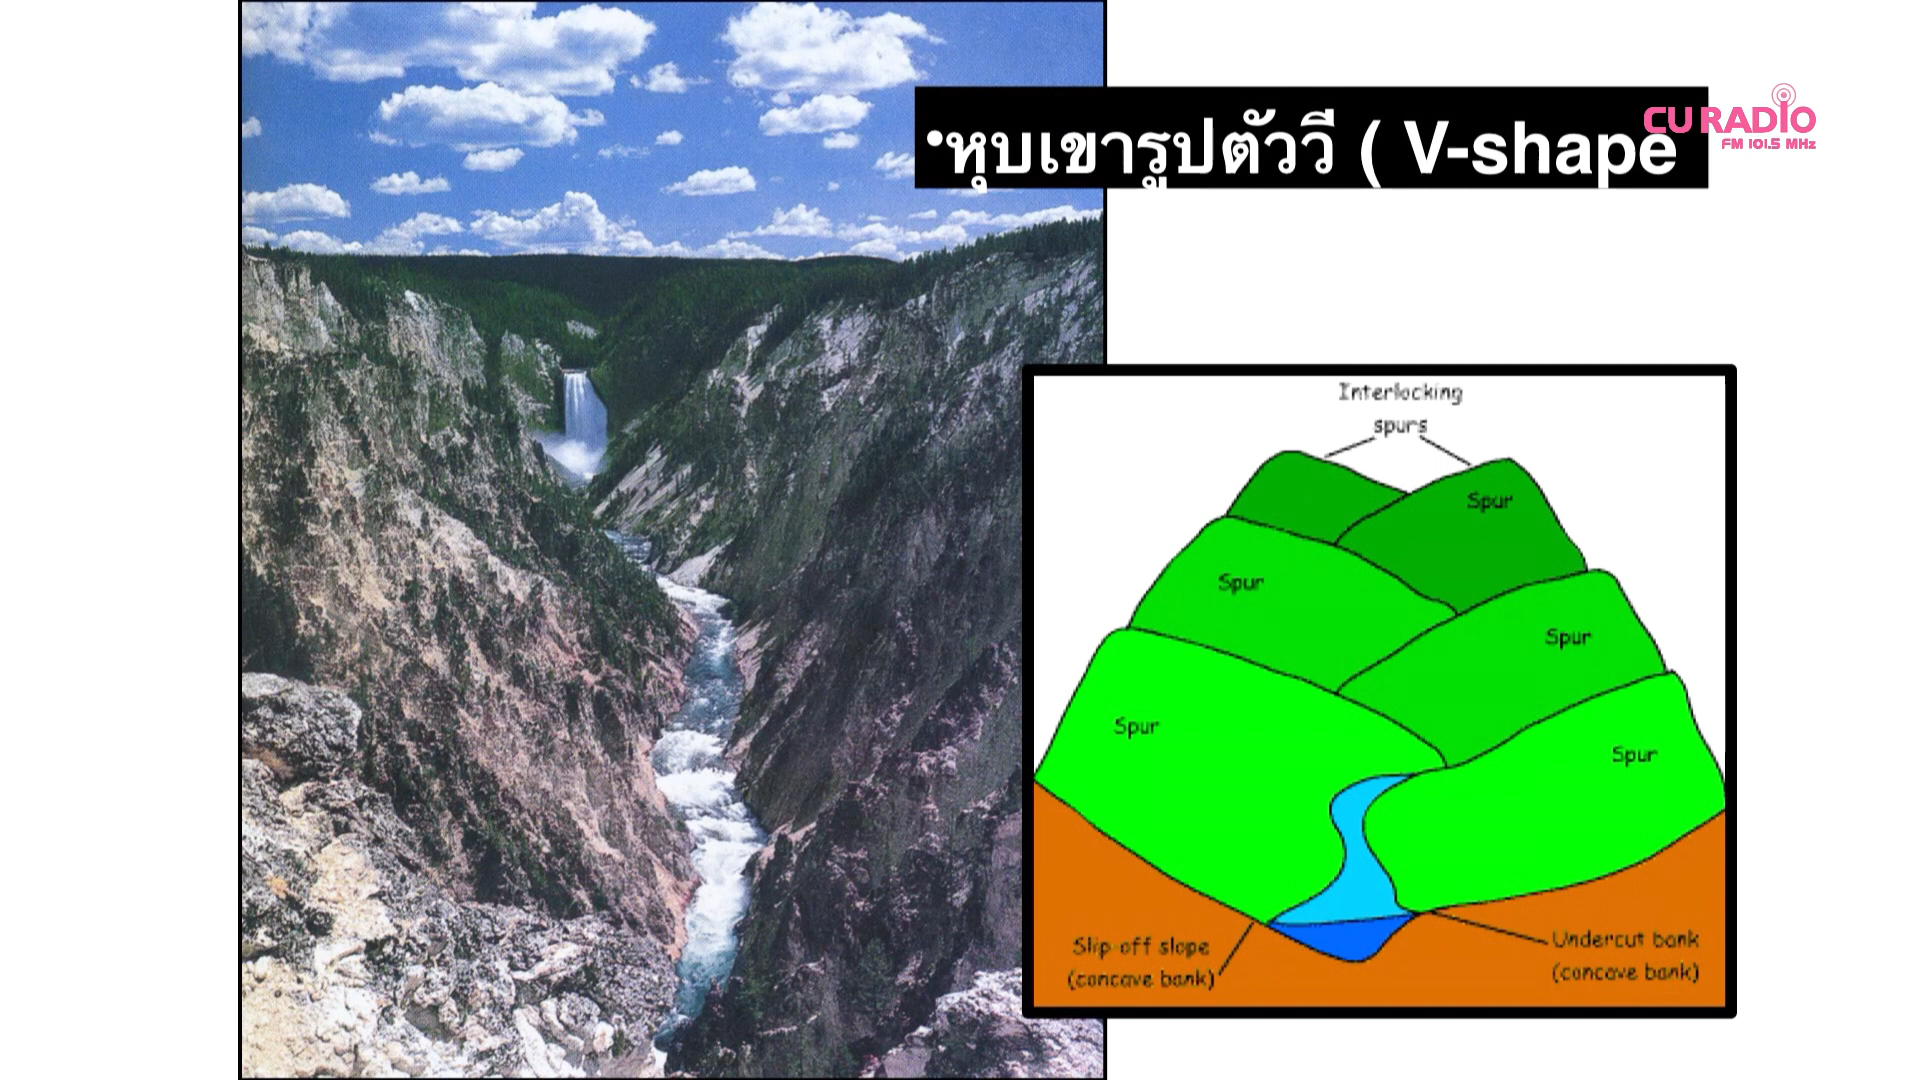 •หุบเขารูปตัววี ( V-shape
CU RADIO
FM 101.5 MHz
Interlocking
spurs
Spur
Spur
Spur
Spur
Spur
Slip-off slope
(concave bank)
Undercut bank
(concave bank)